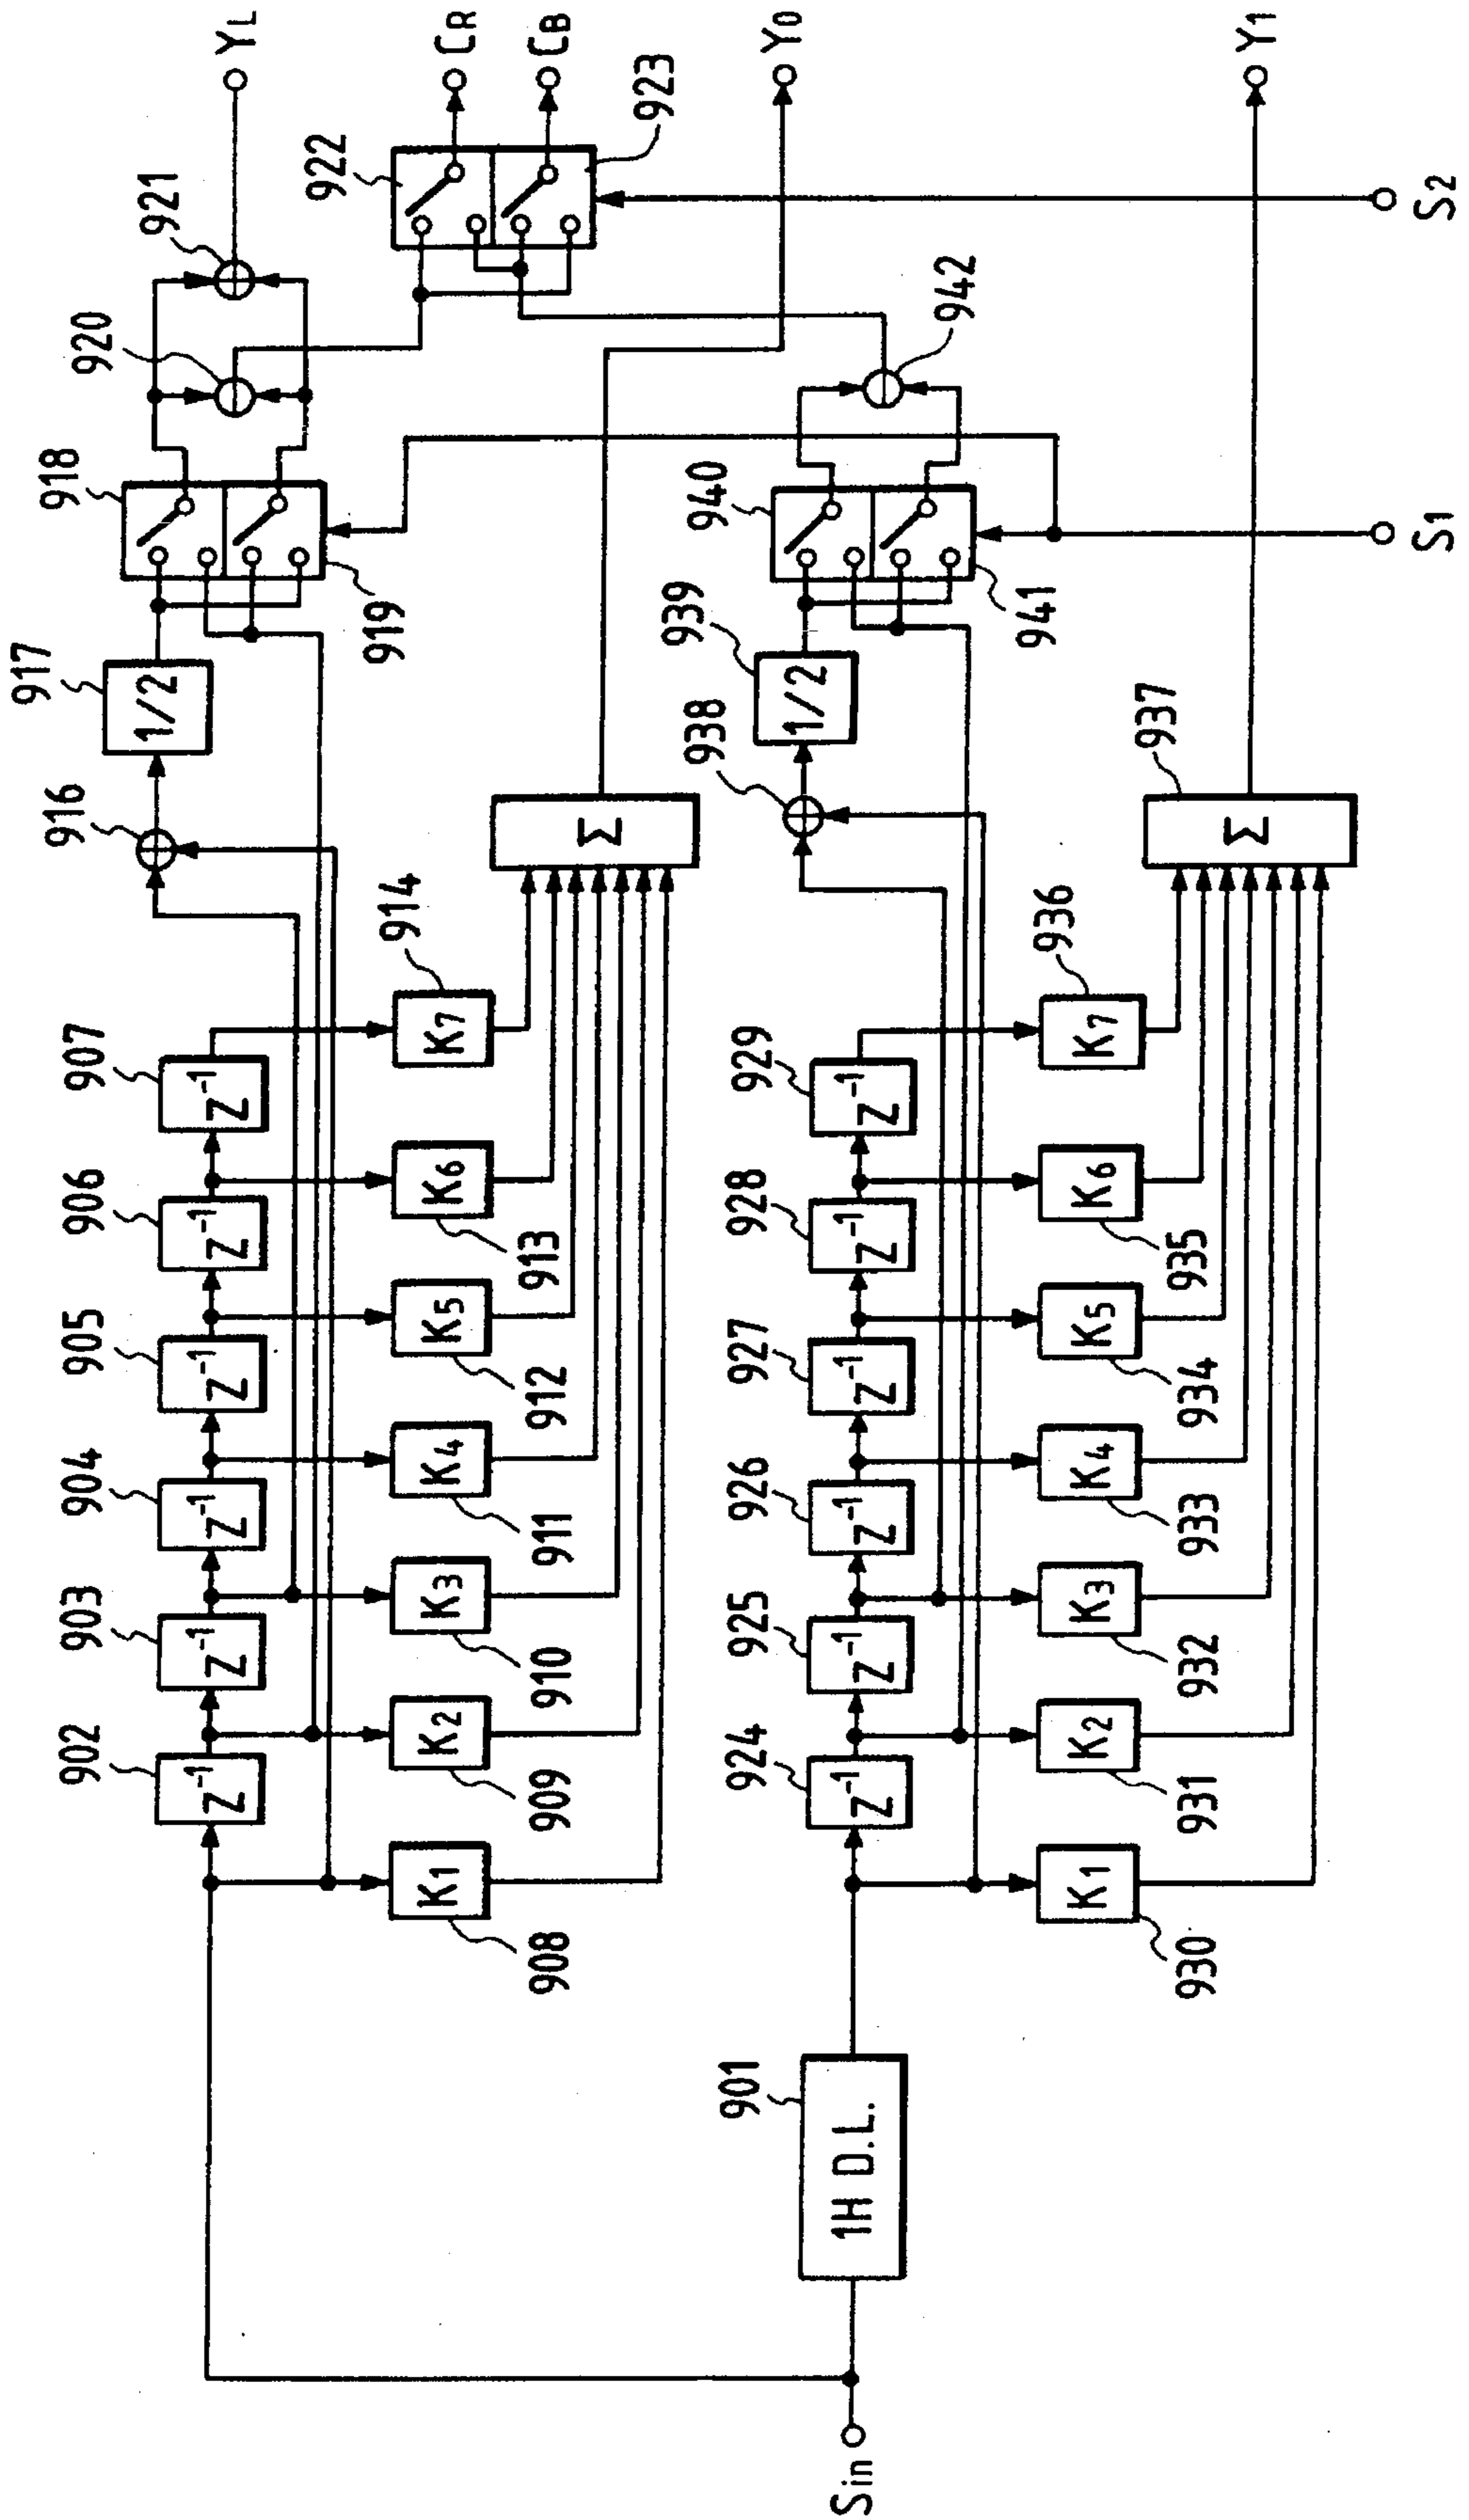 Sin
1H D.L.
901
902
903
904
905
906
907
Z⁻¹
Z⁻¹
Z⁻¹
Z⁻¹
Z⁻¹
Z⁻¹
K1
K2
K3
K4
K5
K6
K7
908
909
910
911
912
913
914
Σ
916
1/2
917
918
919
920
921
922
923
YL
CR
CB
Y0
924
925
926
927
928
929
Z⁻¹
Z⁻¹
Z⁻¹
Z⁻¹
Z⁻¹
Z⁻¹
K1
K2
K3
K4
K5
K6
K7
930
931
932
933
934
935
936
Σ
937
938
1/2
939
940
941
942
Y1
S1
S2